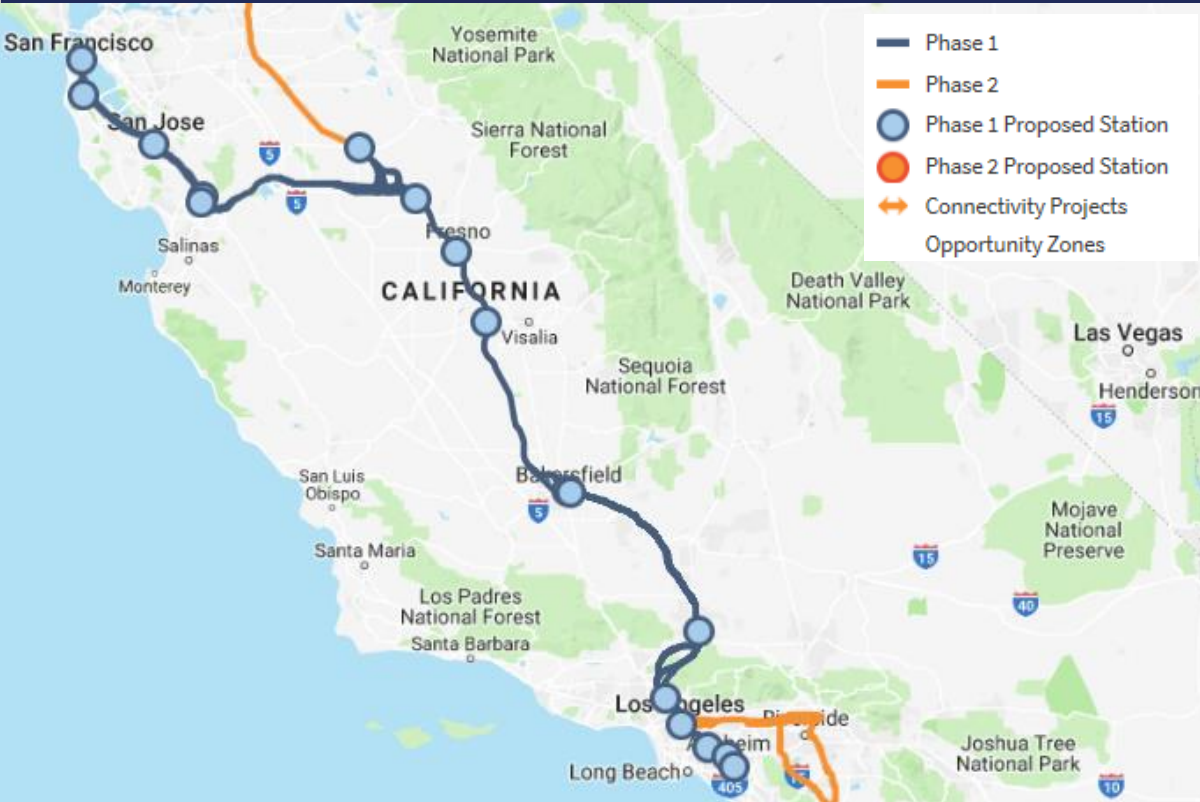 San Francisco
Yosemite
National Park
Phase 1
Phase 2
San Jose
Phase 1 Proposed Station
5
Sierra National
Forest
Phase 2 Proposed Station
5
Connectivity Projects
Salinas
Fresno
Opportunity Zones
Monterey
CALIFORNIA
Death Valley
National Park
Visalia
Las Vegas
Sequoia
National Forest
Henderson
15
San Luis
Obispo
Bakersfield
5
Mojave
National
Preserve
Santa Maria
15
Los Padres
National Forest
40
Santa Barbara
Los Angeles
Riverside
Anaheim
Joshua Tree
National Park
Long Beach
405
10